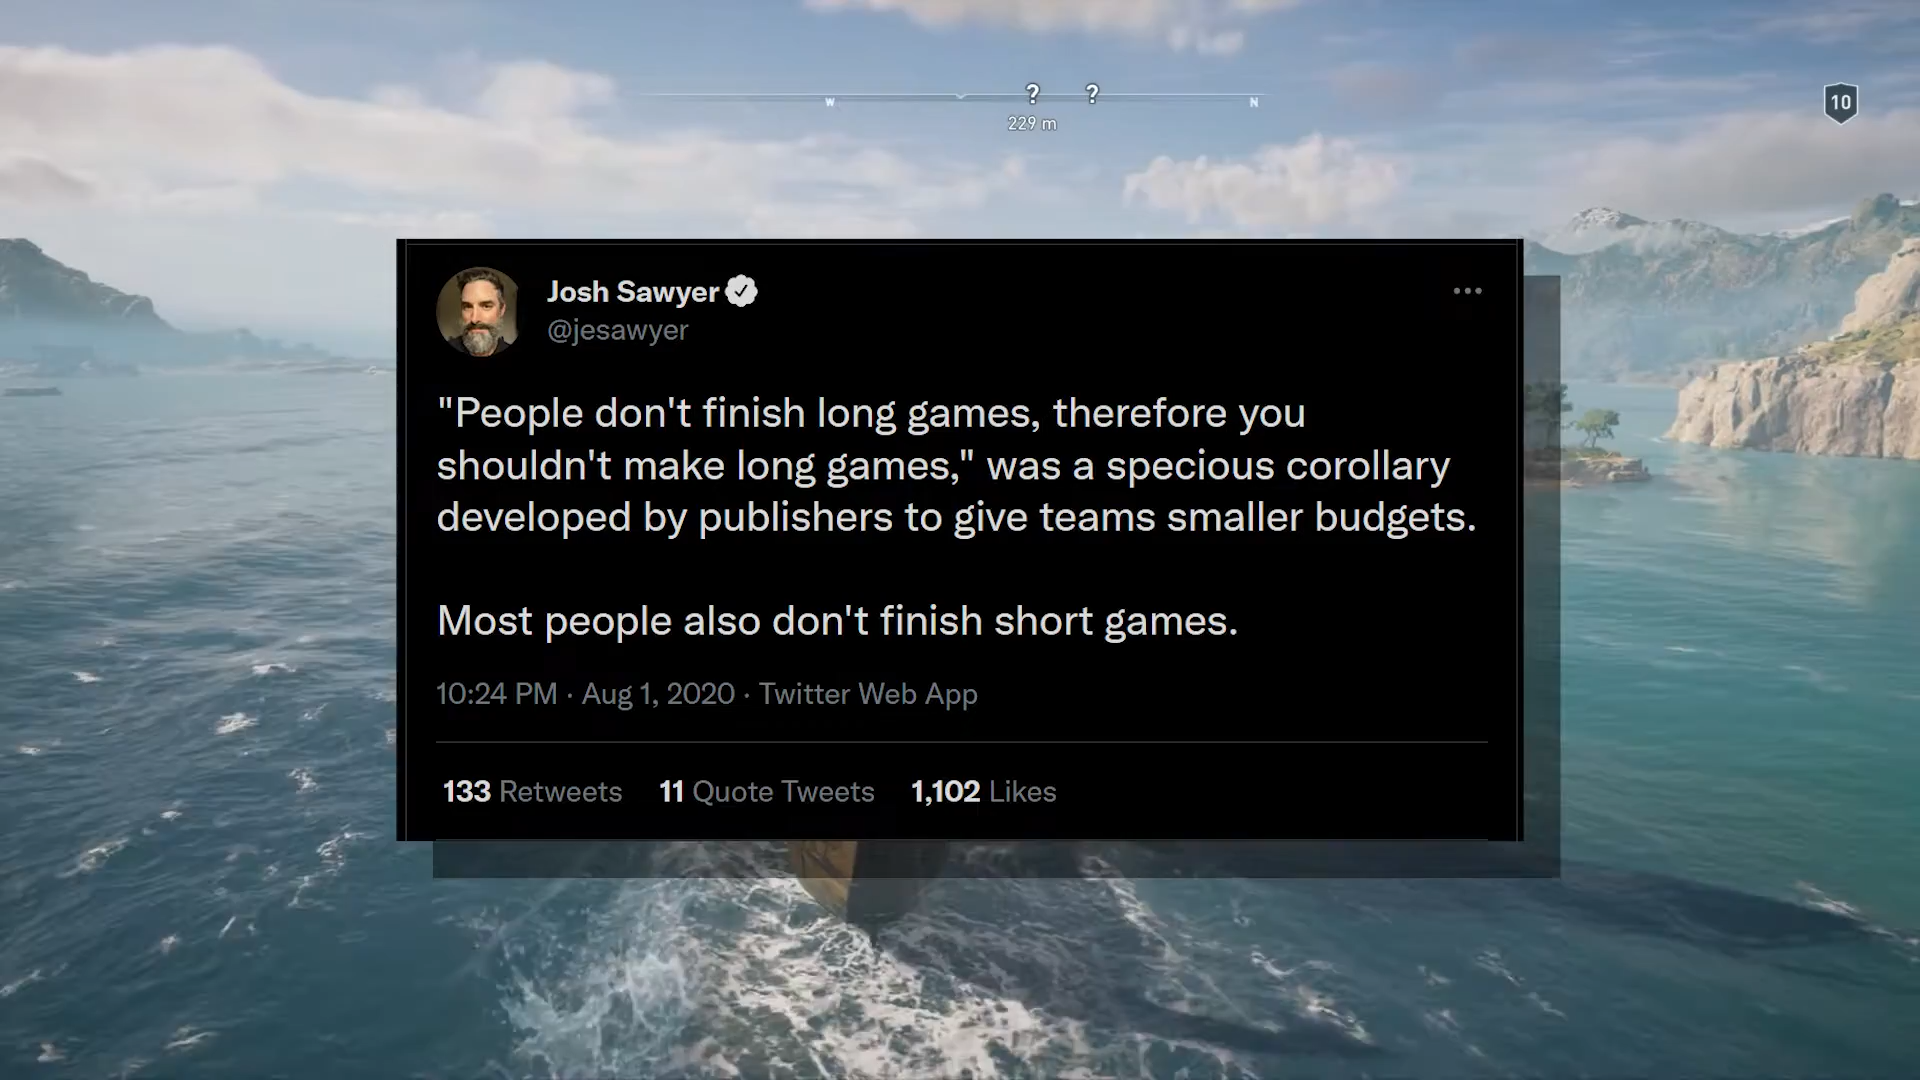 W ? ? N
229 m
10
Josh Sawyer
@jesawyer
"People don't finish long games, therefore you
shouldn't make long games," was a specious corollary
developed by publishers to give teams smaller budgets.
Most people also don't finish short games.
10:24 PM · Aug 1, 2020 · Twitter Web App
133 Retweets 11 Quote Tweets 1,102 Likes